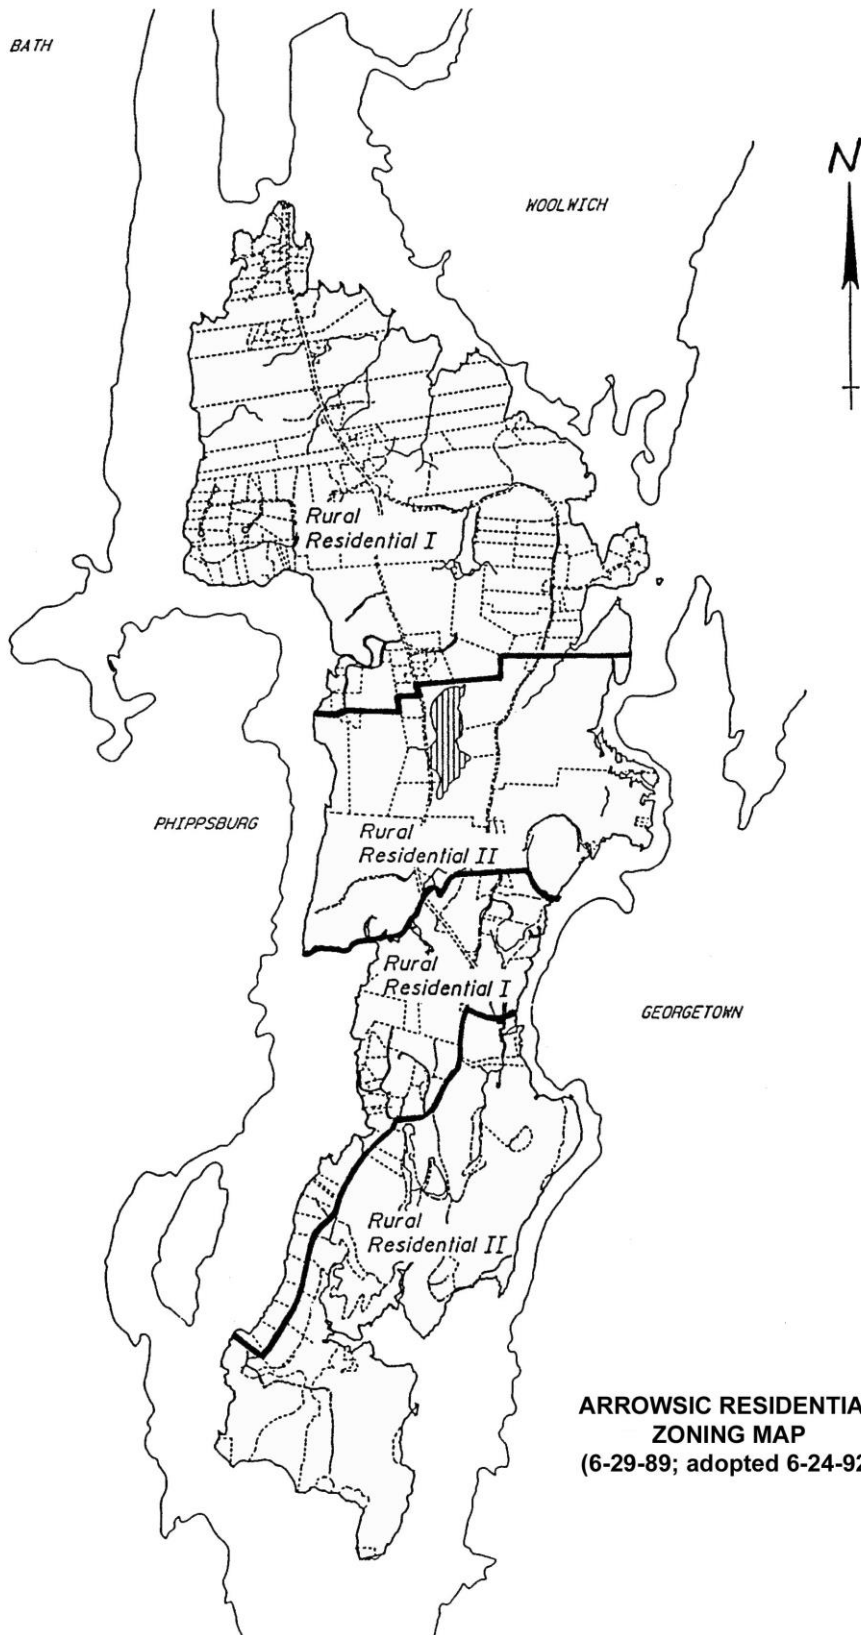 BATH
N
WOOLWICH
Rural
Residential I
PHIPPSBURG
Rural
Residential II
Rural
Residential I
GEORGETOWN
Rural
Residential II
ARROWSIC RESIDENTIA
ZONING MAP
(6-29-89; adopted 6-24-92